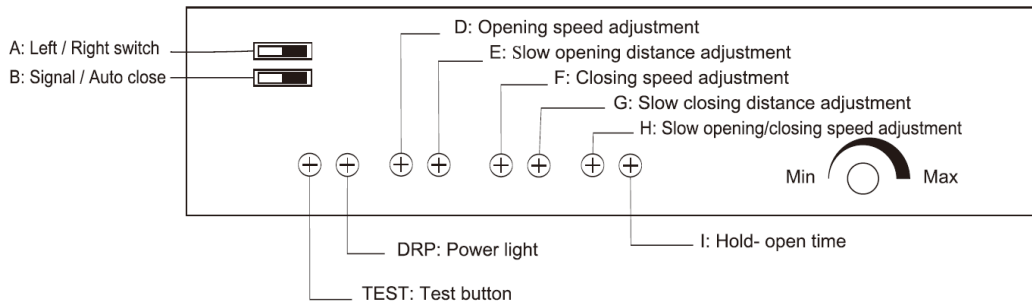 D: Opening speed adjustment
A: Left / Right switch
E: Slow opening distance adjustment
B: Signal / Auto close
F: Closing speed adjustment
G: Slow closing distance adjustment
H: Slow opening/closing speed adjustment
Min
Max
I: Hold- open time
DRP: Power light
TEST: Test button